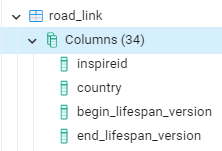 road_link
Columns (34)
inspireid
country
begin_lifespan_version
end_lifespan_version